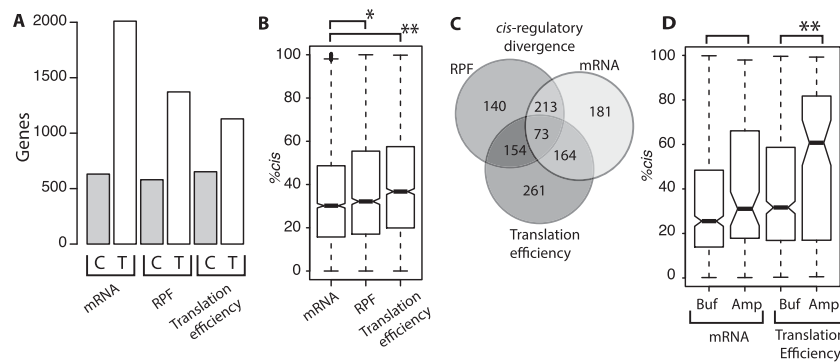 A
2000
1500
1000
500
0
Genes
C T C T C T
mRNA
RPF
Translation
efficiency
B
* **
100
80
60
40
20
0
%cis
mRNA
RPF
Translation
efficiency
C
cis-regulatory
divergence
RPF
mRNA
140
213
181
73
154
164
261
Translation
efficiency
D
**
100
80
60
40
20
0
%cis
Buf Amp Buf Amp
mRNA
Translation
Efficiency